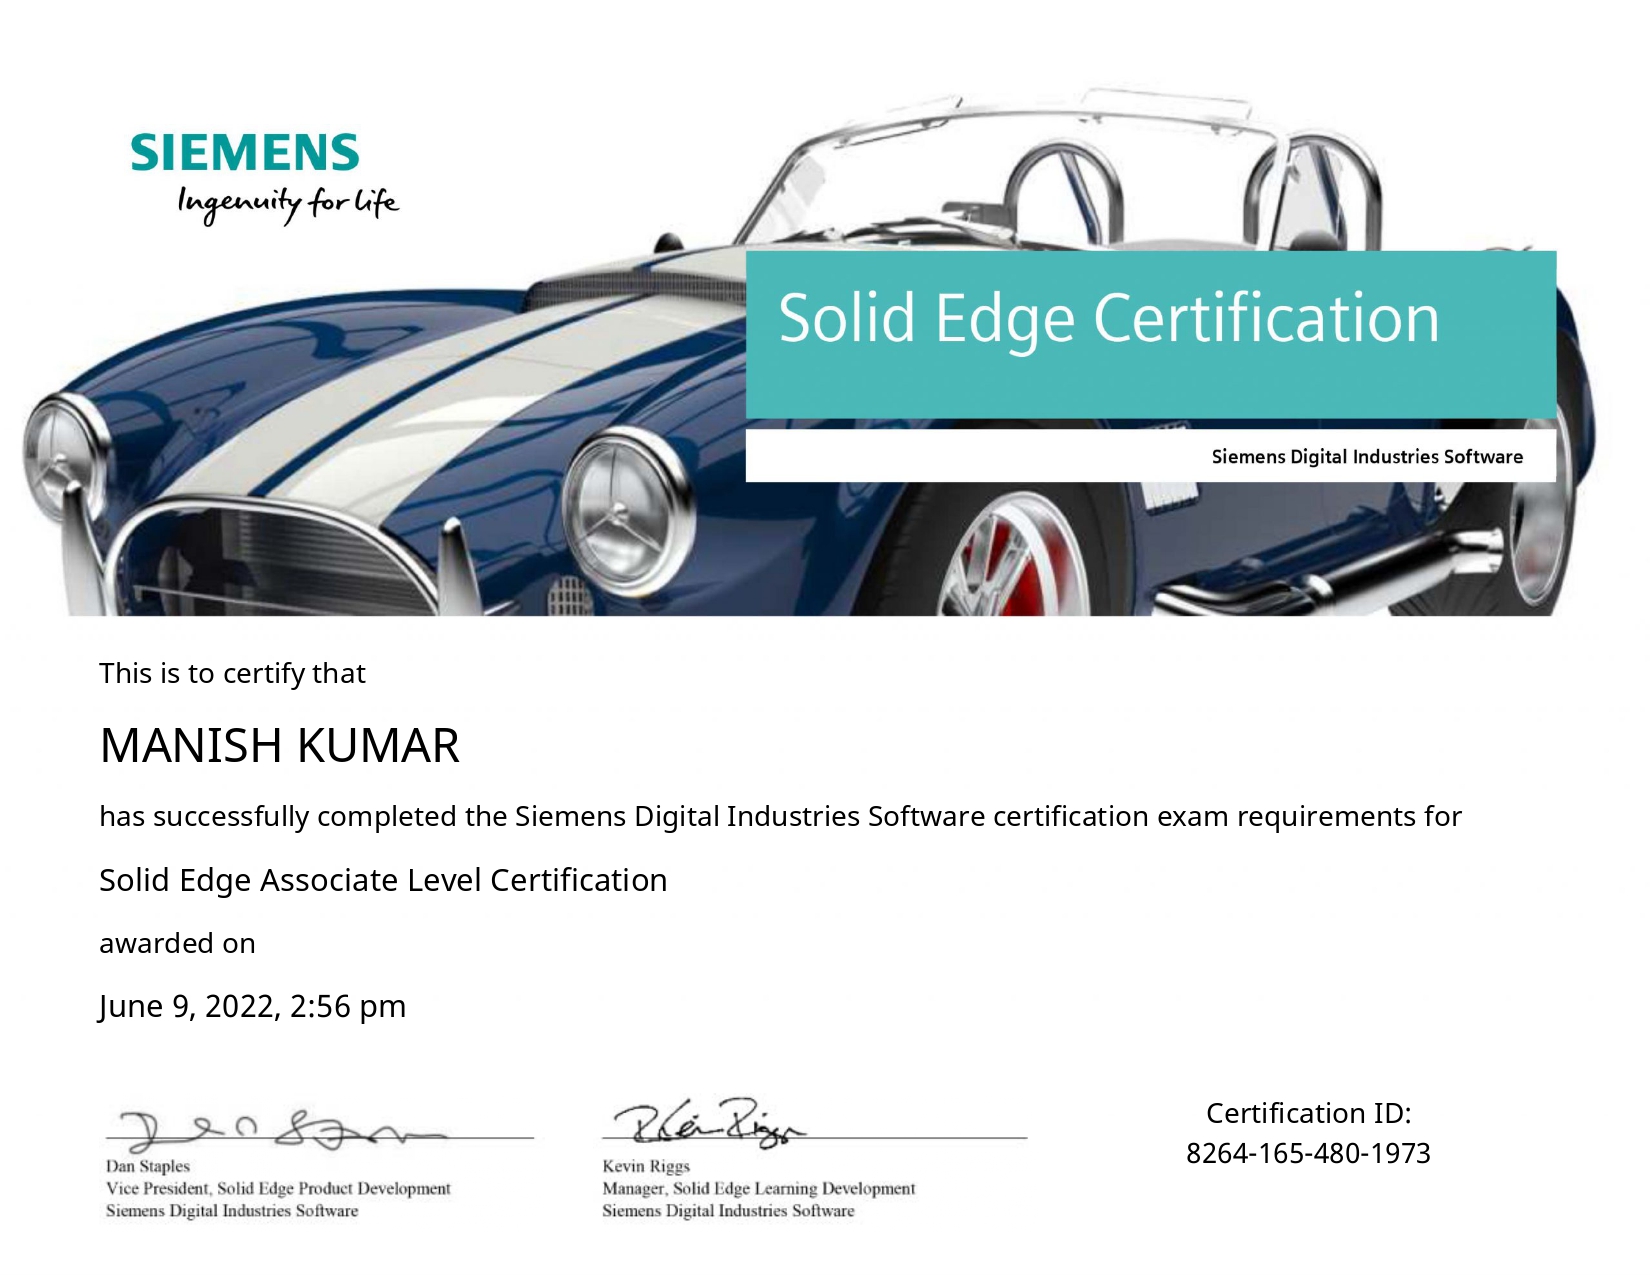 SIEMENS
Ingenuity for life
Solid Edge Certification
Siemens Digital Industries Software
This is to certify that
MANISH KUMAR
has successfully completed the Siemens Digital Industries Software certification exam requirements for
Solid Edge Associate Level Certification
awarded on
June 9, 2022, 2:56 pm
Dan Staples
Vice President, Solid Edge Product Development
Siemens Digital Industries Software
Kevin Riggs
Manager, Solid Edge Learning Development
Siemens Digital Industries Software
Certification ID:
8264-165-480-1973